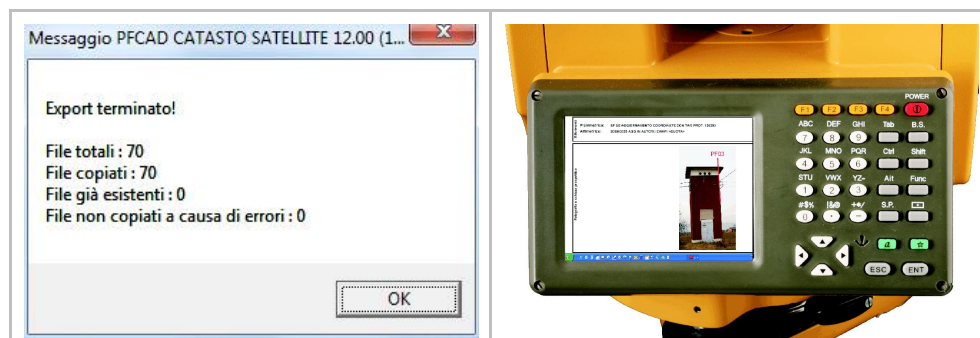 Messaggio PFCAD CATASTO SATELLITE 12.00 (1...
Export terminato!
File totali : 70
File copiati : 70
File già esistenti : 0
File non copiati a causa di errori : 0
OK
PF03
POWER
F1 F2 F3 F4
ABC DEF GHI Tab B.S.
7 8 9
JKL MNO PQR Ctrl Shift
4 5 6
STU VWX YZ- Alt Func
1 2 3
#$% |&@ +*/ S.P.
0 • −
α ☆
ESC ENT